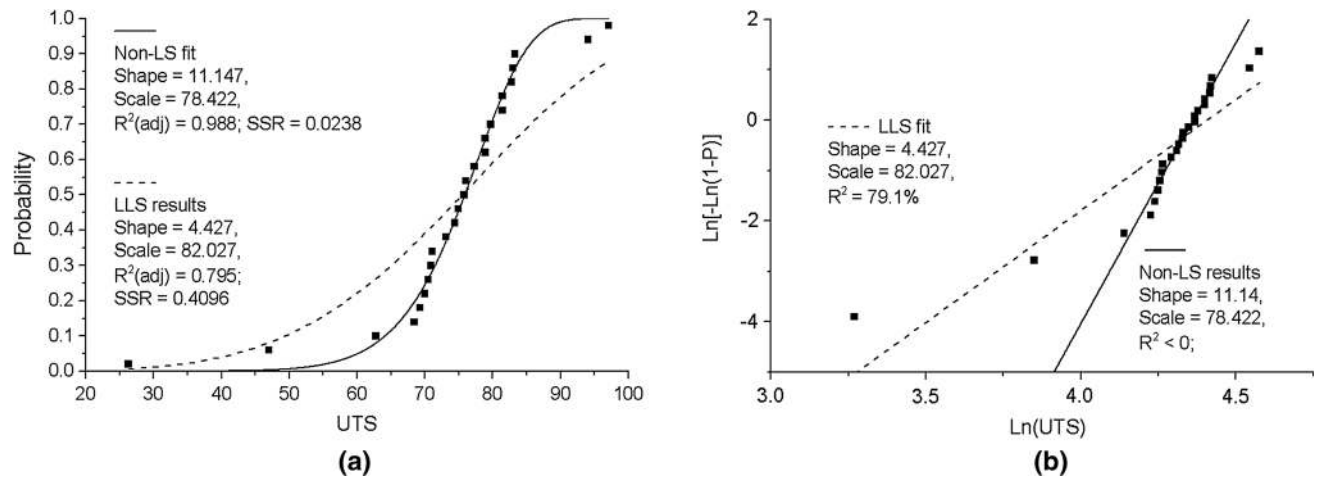 1.0
0.9
0.8
0.7
0.6
0.5
0.4
0.3
0.2
0.1
0.0
Probability
Non-LS fit
Shape = 11.147,
Scale = 78.422,
R²(adj) = 0.988; SSR = 0.0238
LLS results
Shape = 4.427,
Scale = 82.027,
R²(adj) = 0.795;
SSR = 0.4096
20 30 40 50 60 70 80 90 100
UTS
(a)
2
0
-2
-4
Ln[-Ln(1-P)]
LLS fit
Shape = 4.427,
Scale = 82.027,
R² = 79.1%
Non-LS results
Shape = 11.14,
Scale = 78.422,
R² < 0;
3.0 3.5 4.0 4.5
Ln(UTS)
(b)